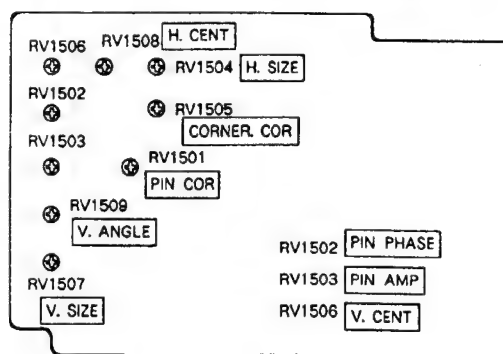 RV1506 RV1508 H. CENT
RV1504 H. SIZE
RV1502
RV1505
CORNER. COR
RV1503
RV1501
PIN COR
RV1509
V. ANGLE
RV1507
V. SIZE
RV1502 PIN PHASE
RV1503 PIN AMP
RV1506 V. CENT